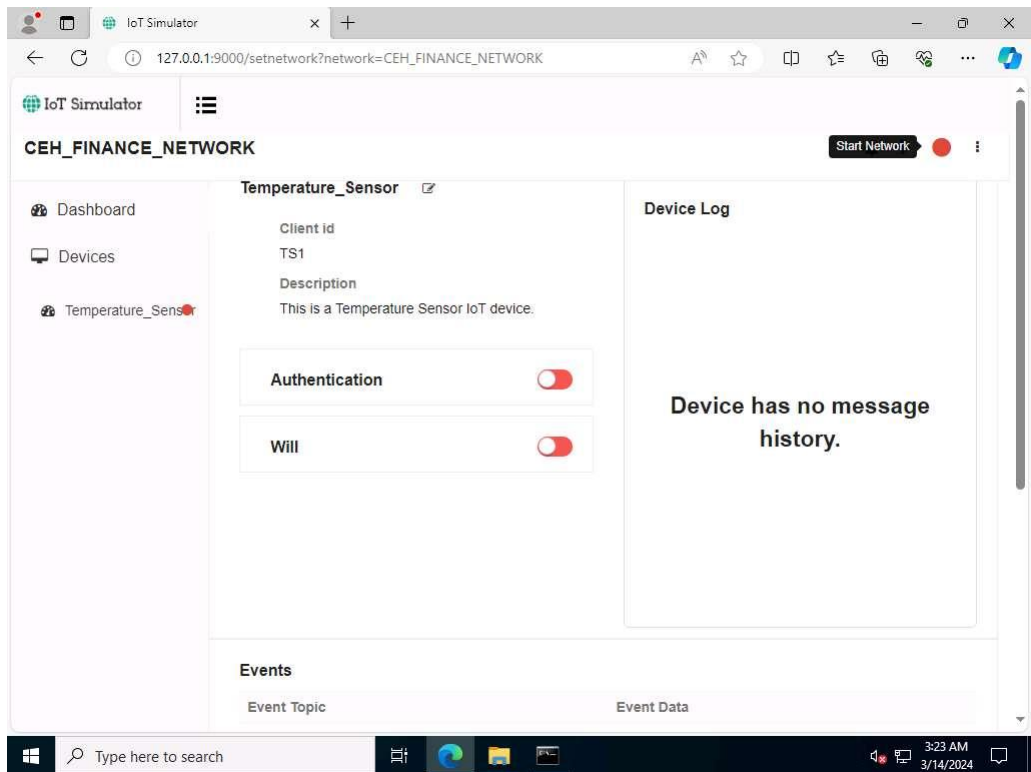 IoT Simulator
127.0.0.1:9000/setnetwork?network=CEH_FINANCE_NETWORK
IoT Simulator
CEH_FINANCE_NETWORK
Start Network
Dashboard
Devices
Temperature_Sensor
Temperature_Sensor
Client id
TS1
Description
This is a Temperature Sensor IoT device.
Authentication
Will
Device Log
Device has no message
history.
Events
Event Topic Event Data
Type here to search
3:23 AM
3/14/2024